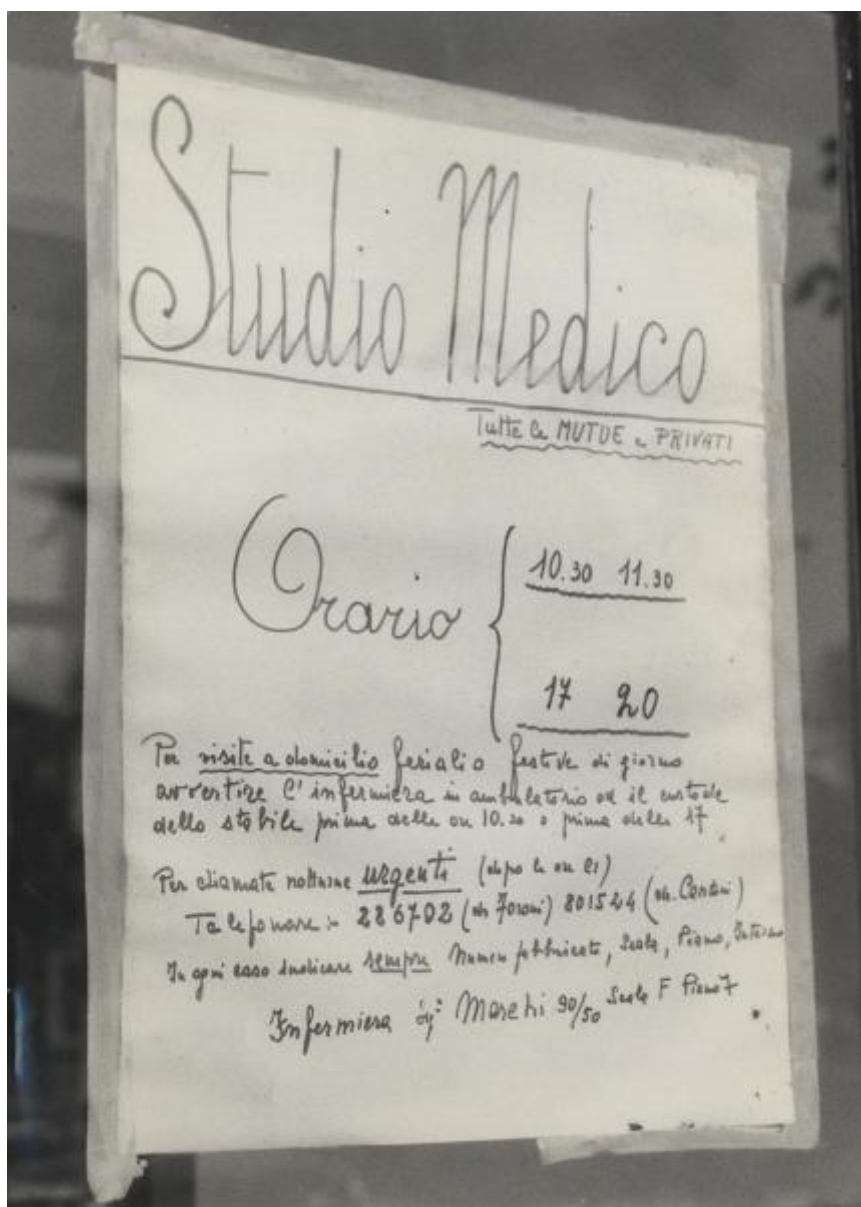 Studio Medico
Tutte le MUTUE e PRIVATI
Orario { 10.30 11.30
17 20
Per visite a domicilio feriali o festive di giorno
avvertire l'infermiera in ambulatorio od il custode
dello stabile prima delle ore 10.30 o prima delle 17
Per chiamate notturne urgenti (dopo le ore 21)
Telefonare:- 286702 (dr Foroni) 801524 (dr.
In ogni caso indicare sempre Numero fabbricato, Scala, Piano, Interno
Infermiera Marchi 90/50 Scala F Piano 7